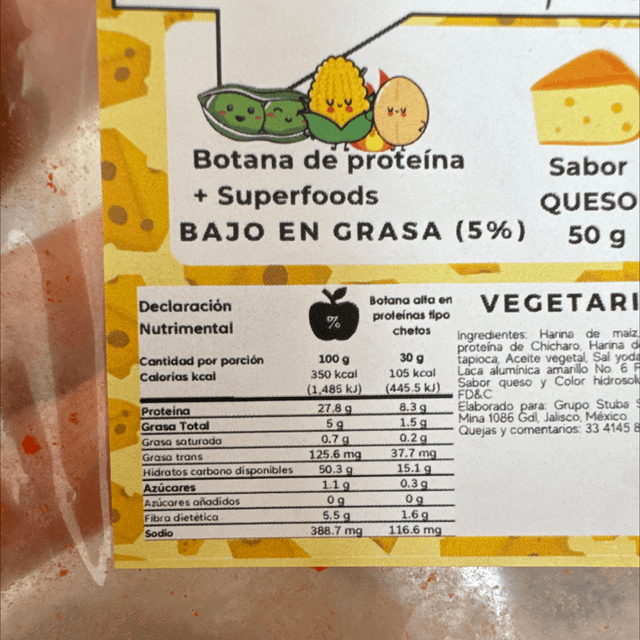 Botana de proteína
+ Superfoods
BAJO EN GRASA (5%)
Sabor
QUESO
50 g
Declaración
Nutrimental
%
Botana alta en
proteínas tipo
chetos
Cantidad por porción 100 g 30 g
Calorias kcal 350 kcal 105 kcal
(1,485 kJ) (445.5 kJ)
Proteína 27.8 g 8.3 g
Grasa Total 5 g 1.5 g
Grasa saturada 0.7 g 0.2 g
Grasa trans 125.6 mg 37.7 mg
Hidratos carbono disponibles 50.3 g 15.1 g
Azúcares 1.1 g 0.3 g
Azúcares añadidos 0 g 0 g
Fibra dietética 5.5 g 1.6 g
Sodio 388.7 mg 116.6 mg
VEGETARI
Ingredientes: Harina de maíz,
proteína de Chícharo, Harina d
tapioca, Aceite vegetal, Sal yoda
Laca alumínica amarillo No. 6 F
Sabor queso y Color hidrosol
FD&C
Elaborado para: Grupo Stuba S
Mina 1086 Gdl, Jalisco, México
Quejas y comentarios: 33 4145 8